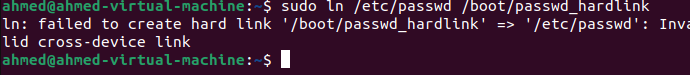 ahmed@ahmed-virtual-machine:~$ sudo ln /etc/passwd /boot/passwd_hardlink
ln: failed to create hard link '/boot/passwd_hardlink' => '/etc/passwd': Inva
lid cross-device link
ahmed@ahmed-virtual-machine:~$